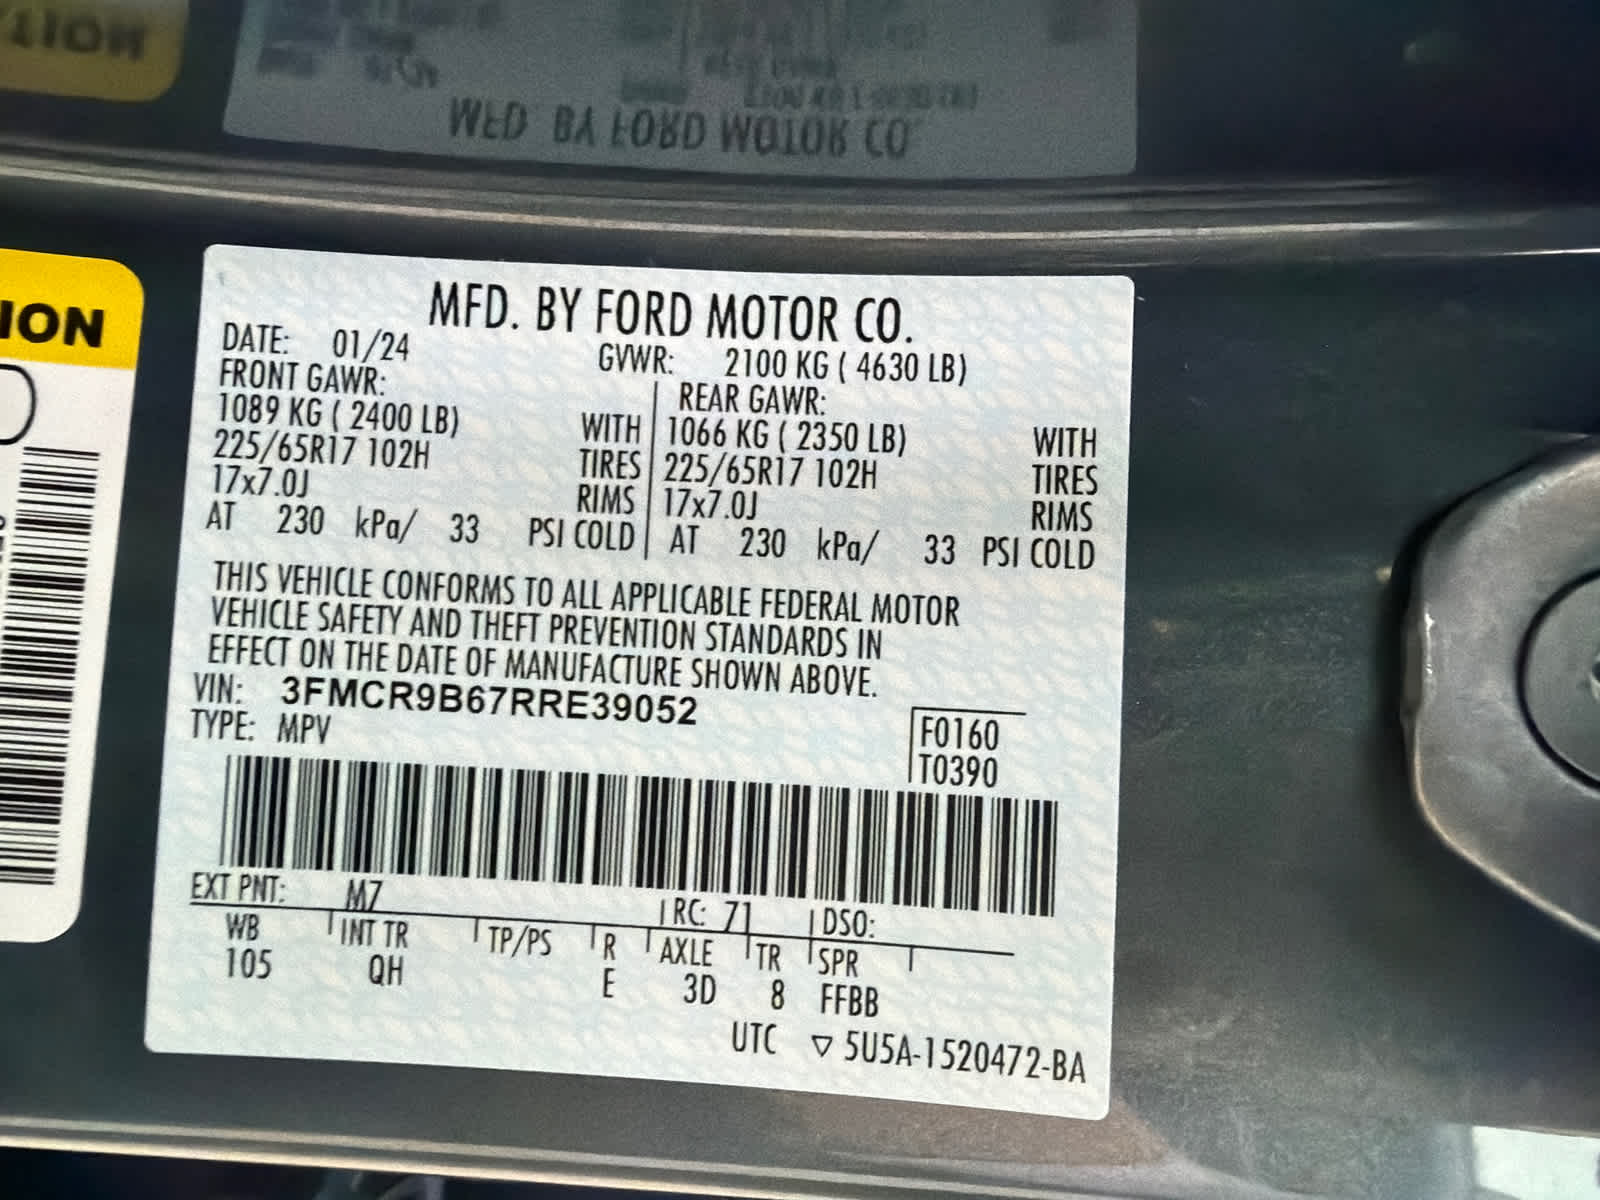 ION
MFD. BY FORD MOTOR CO.
DATE: 01/24 GVWR: 2100 KG ( 4630 LB)
FRONT GAWR: REAR GAWR:
1089 KG ( 2400 LB) WITH 1066 KG ( 2350 LB) WITH
225/65R17 102H TIRES 225/65R17 102H TIRES
17x7.0J RIMS 17x7.0J RIMS
AT 230 kPa/ 33 PSI COLD AT 230 kPa/ 33 PSI COLD
THIS VEHICLE CONFORMS TO ALL APPLICABLE FEDERAL MOTOR
VEHICLE SAFETY AND THEFT PREVENTION STANDARDS IN
EFFECT ON THE DATE OF MANUFACTURE SHOWN ABOVE.
VIN: 3FMCR9B67RRE39052
TYPE: MPV
F0160
T0390
EXT PNT: M7 RC: 71 DSO:
WB INT TR TP/PS R AXLE TR SPR
105 QH E 3D 8 FFBB
UTC ▽ 5U5A-1520472-BA